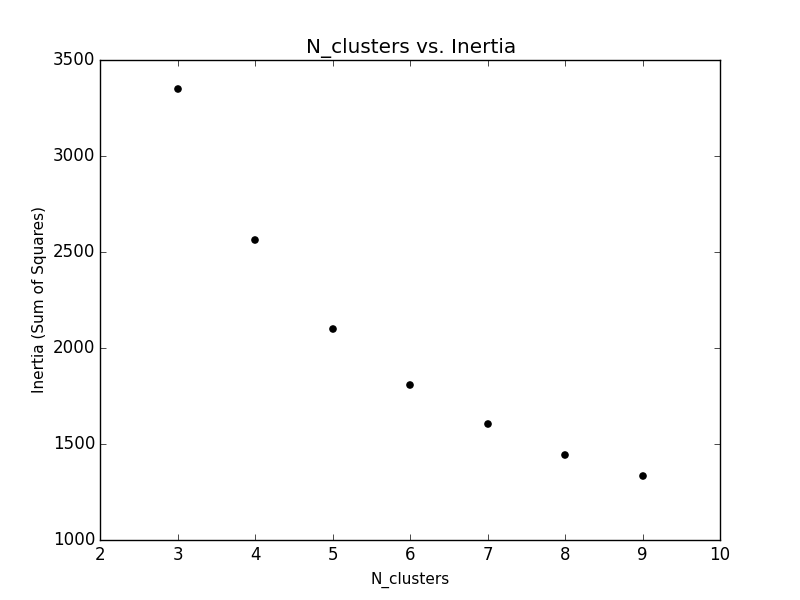 N_clusters vs. Inertia
3500
3000
2500
2000
1500
1000
Inertia (Sum of Squares)
2 3 4 5 6 7 8 9 10
N_clusters